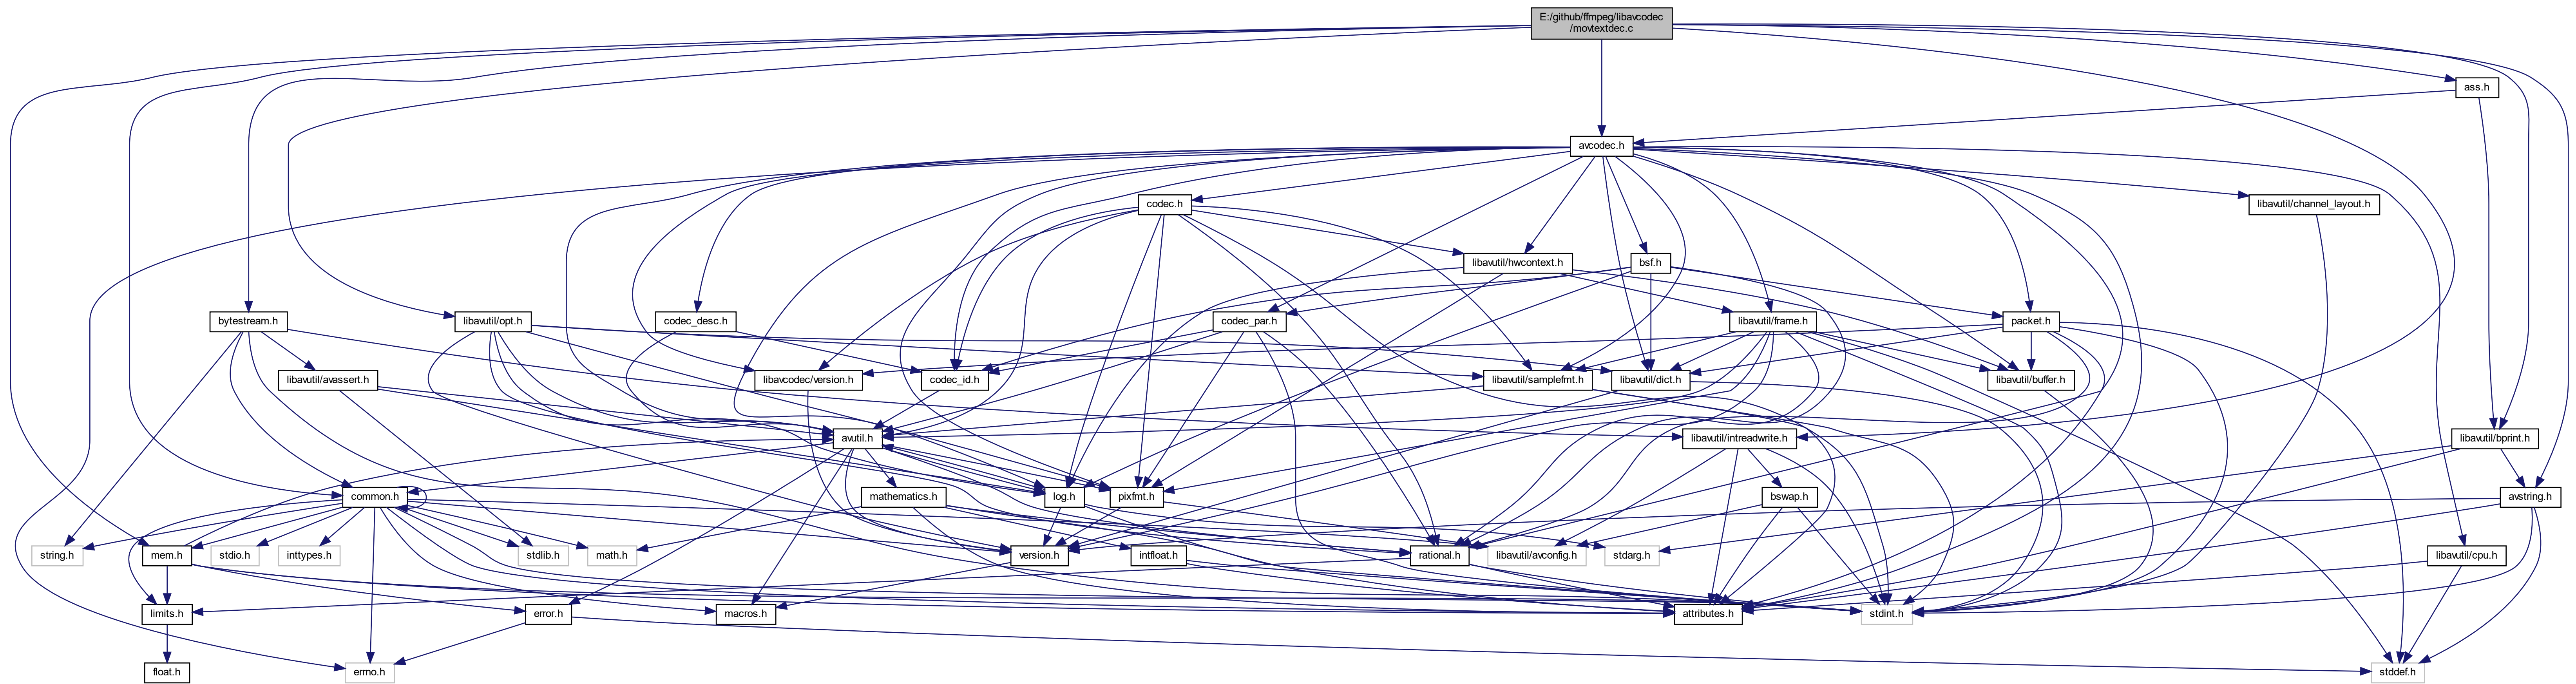 E:/github/ffmpeg/libavcodec
/movtextdec.c
ass.h
avcodec.h
codec.h
libavutil/channel_layout.h
libavutil/hwcontext.h
bsf.h
bytestream.h
libavutil/opt.h
codec_desc.h
codec_par.h
libavutil/frame.h
packet.h
libavutil/avassert.h
libavcodec/version.h
codec_id.h
libavutil/samplefmt.h
libavutil/dict.h
libavutil/buffer.h
avutil.h
libavutil/intreadwrite.h
libavutil/bprint.h
common.h
mathematics.h
log.h
pixfmt.h
bswap.h
avstring.h
string.h
mem.h
stdio.h
inttypes.h
stdlib.h
math.h
version.h
intfloat.h
rational.h
libavutil/avconfig.h
stdarg.h
libavutil/cpu.h
limits.h
error.h
macros.h
attributes.h
stdint.h
float.h
errno.h
stddef.h